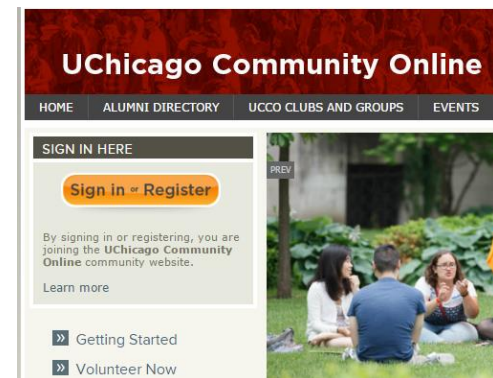 UChicago Community Online
HOME ALUMNI DIRECTORY UCCO CLUBS AND GROUPS EVENTS
SIGN IN HERE
Sign in or Register
PREV
By signing in or registering, you are
joining the UChicago Community
Online community website.
Learn more
» Getting Started
» Volunteer Now